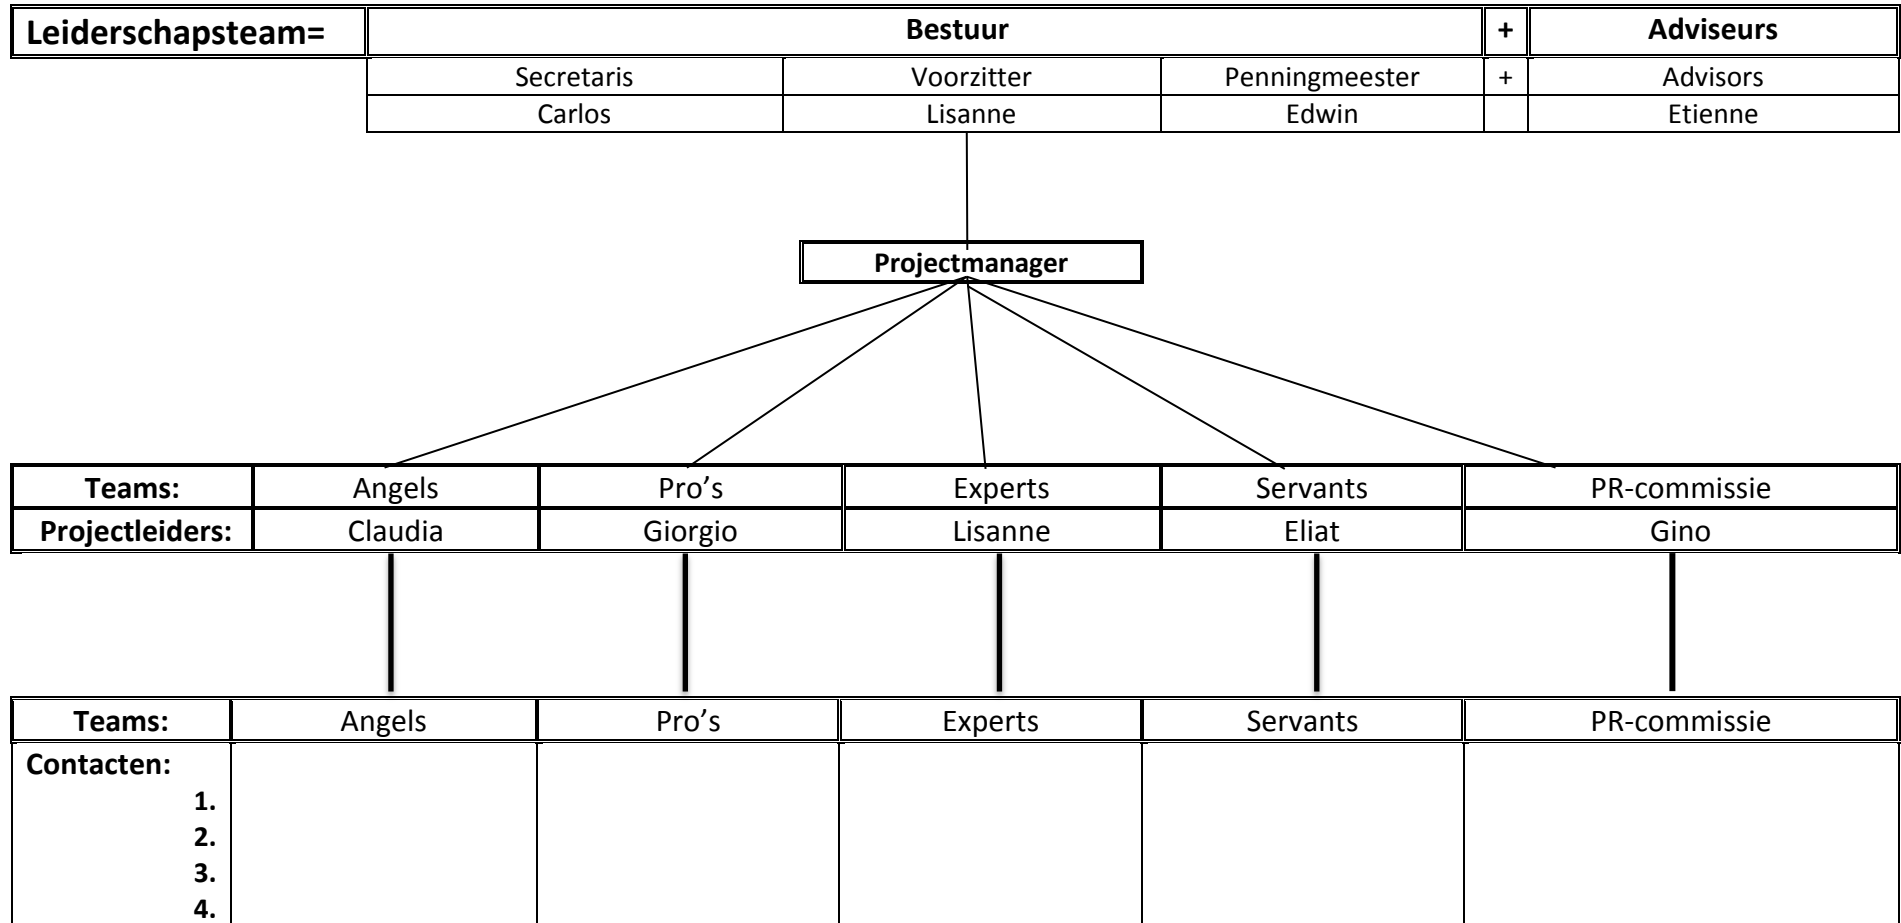 Leiderschapsteam= Bestuur + Adviseurs
Secretaris Voorzitter Penningmeester + Advisors
Carlos Lisanne Edwin Etienne
Projectmanager
Teams: Angels Pro’s Experts Servants PR-commissie
Projectleiders: Claudia Giorgio Lisanne Eliat Gino
Teams: Angels Pro’s Experts Servants PR-commissie
Contacten:
1.
2.
3.
4.